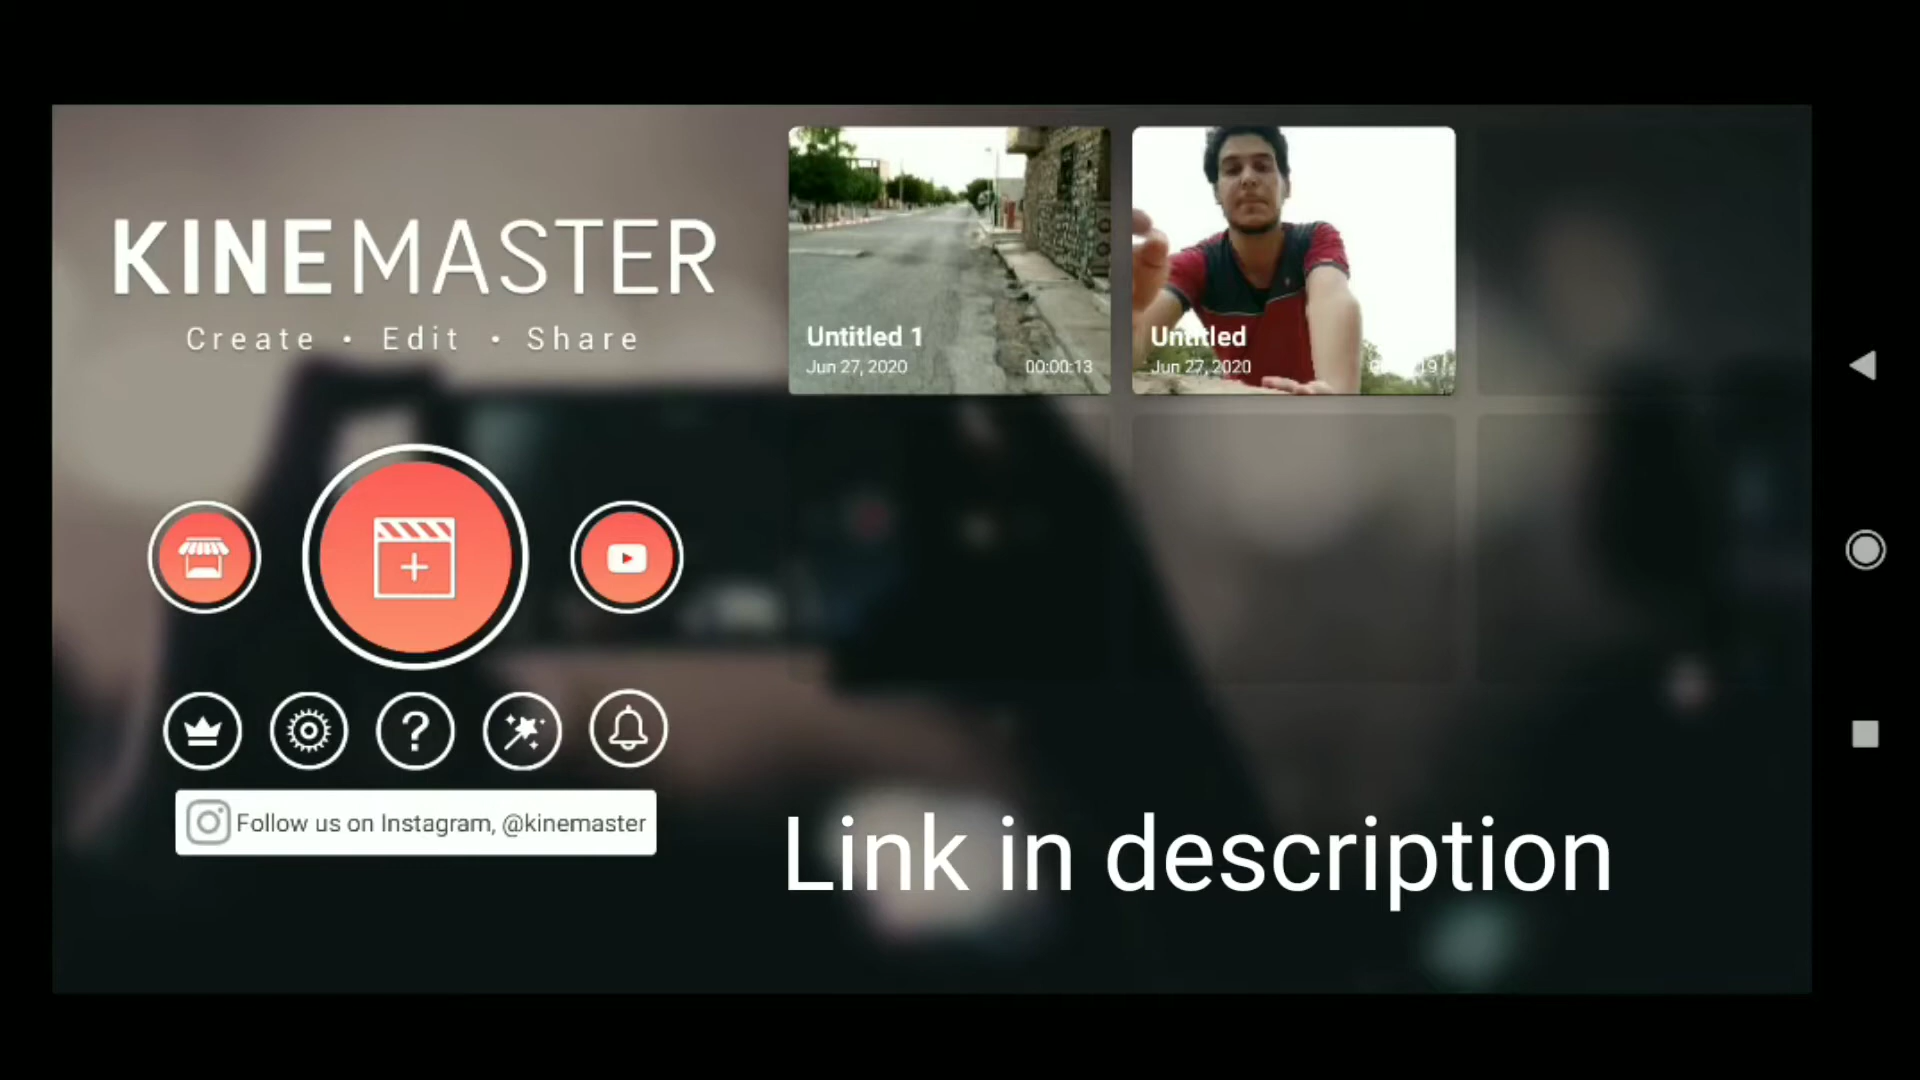 KINEMASTER
Create • Edit • Share
Untitled 1
Jun 27, 2020
00:00:13
Untitled
Jun 27, 2020
Follow us on Instagram, @kinemaster
Link in description